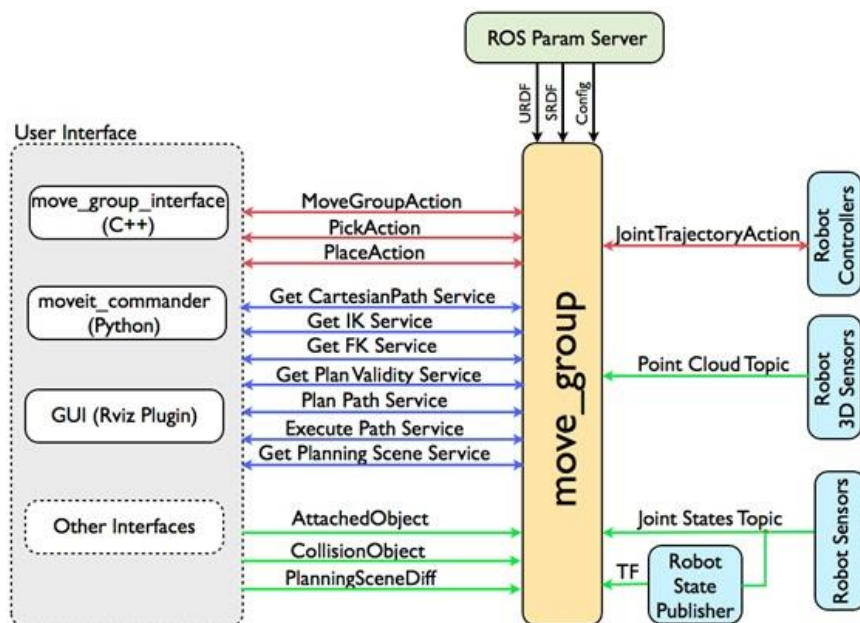 ROS Param Server
URDF
SRDF
Config
User Interface
move_group_interface
(C++)
moveit_commander
(Python)
GUI (Rviz Plugin)
Other Interfaces
MoveGroupAction
PickAction
PlaceAction
Get CartesianPath Service
Get IK Service
Get FK Service
Get Plan Validity Service
Plan Path Service
Execute Path Service
Get Planning Scene Service
AttachedObject
CollisionObject
PlanningSceneDiff
move_group
JointTrajectoryAction
Robot
Controllers
Point Cloud Topic
Robot
3D Sensors
Joint States Topic
Robot Sensors
TF
Robot
State
Publisher